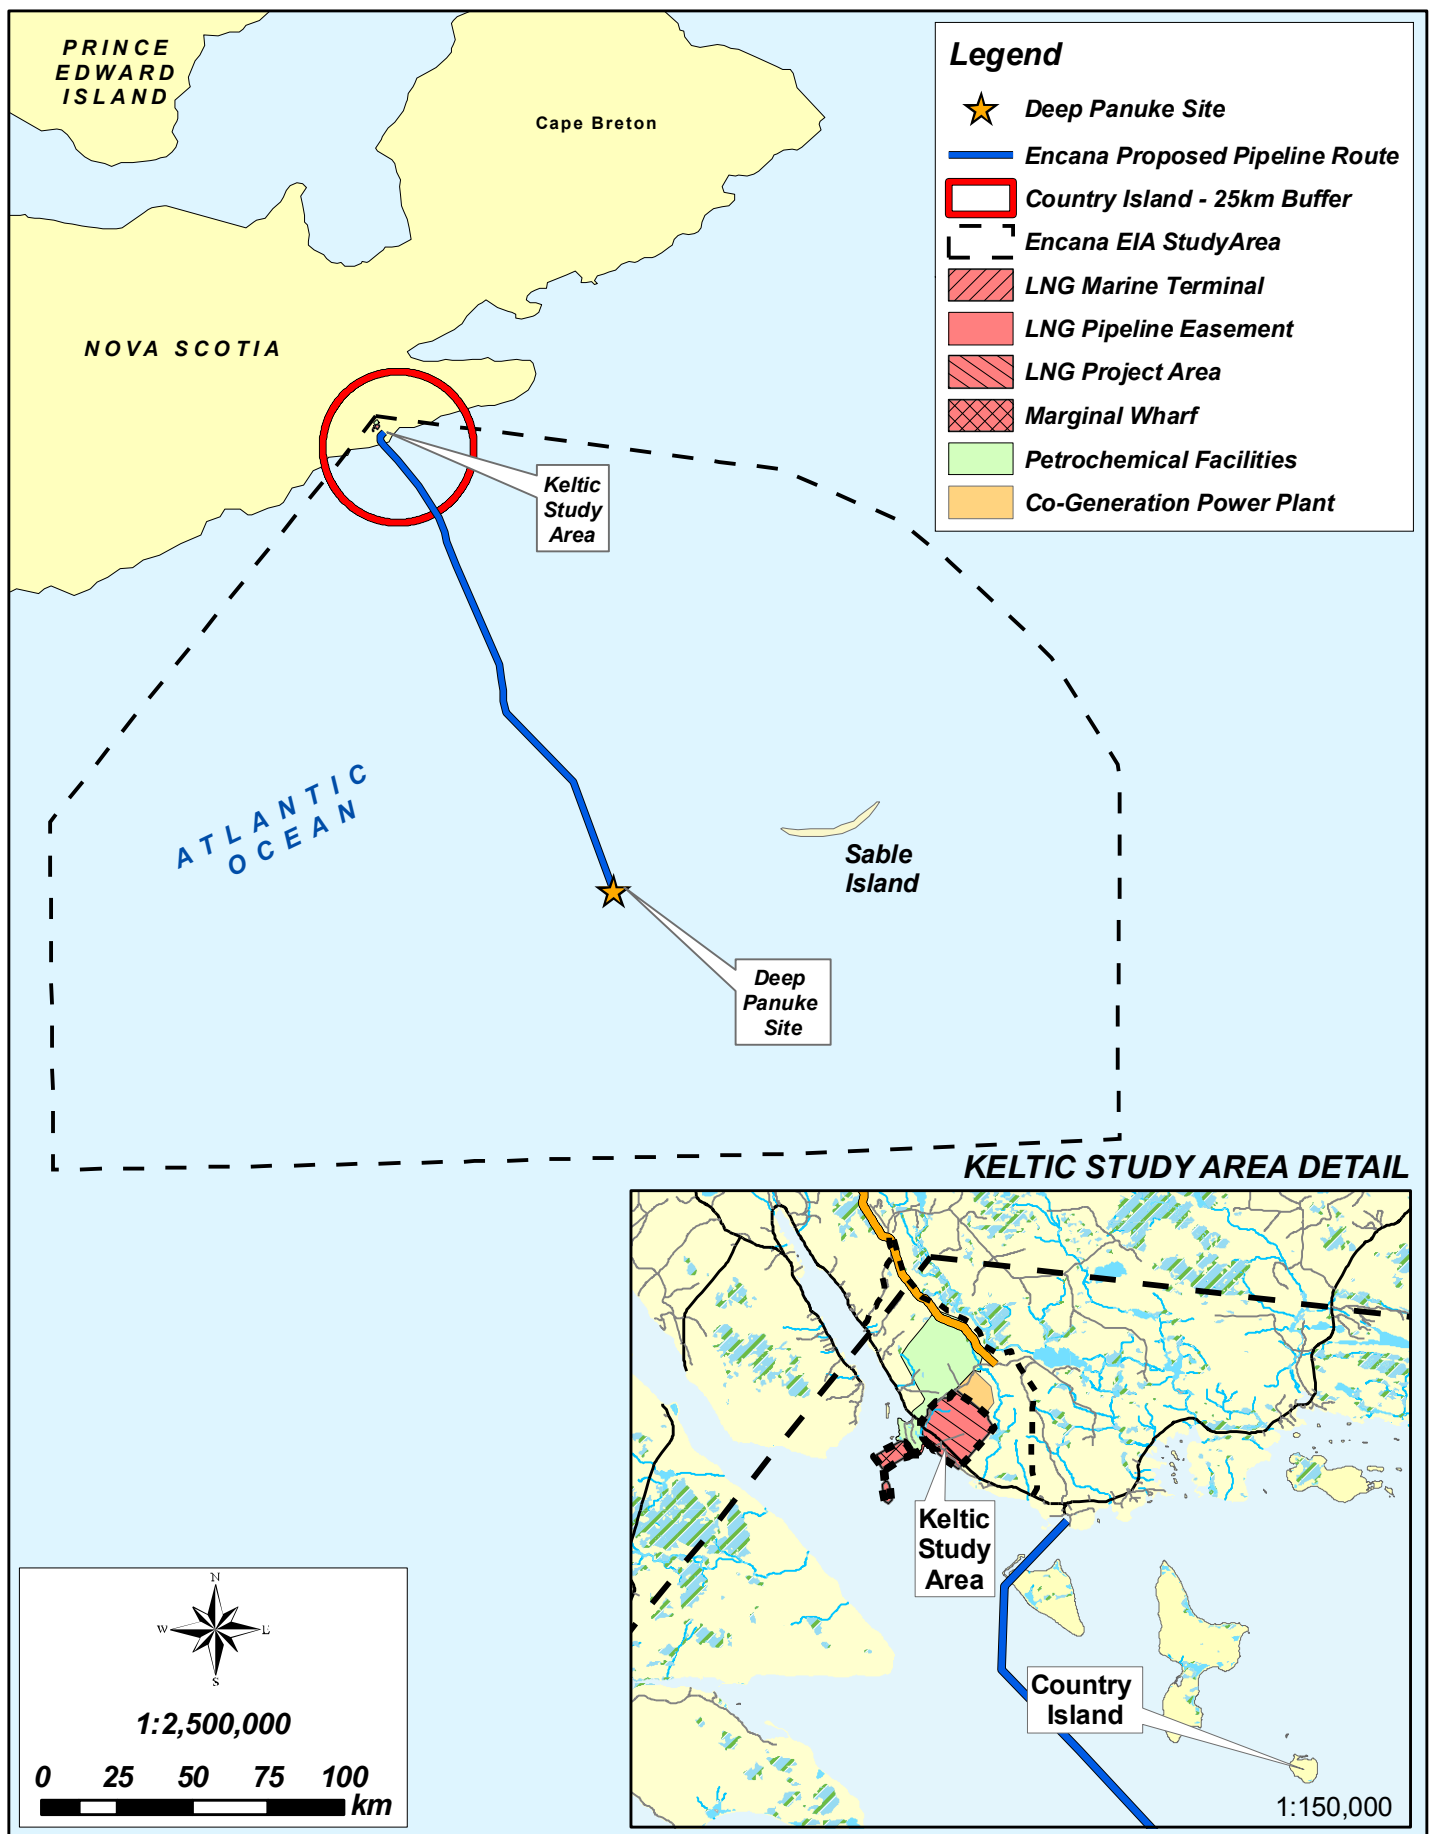 PRINCE
EDWARD
ISLAND
Cape Breton
NOVA SCOTIA
Legend
Deep Panuke Site
Encana Proposed Pipeline Route
Country Island - 25km Buffer
Encana EIA StudyArea
LNG Marine Terminal
LNG Pipeline Easement
LNG Project Area
Marginal Wharf
Petrochemical Facilities
Co-Generation Power Plant
Keltic
Study
Area
ATLANTIC
OCEAN
Sable
Island
Deep
Panuke
Site
KELTIC STUDY AREA DETAIL
Keltic
Study
Area
Country
Island
1:150,000
N
W E
S
1:2,500,000
0 25 50 75 100
km